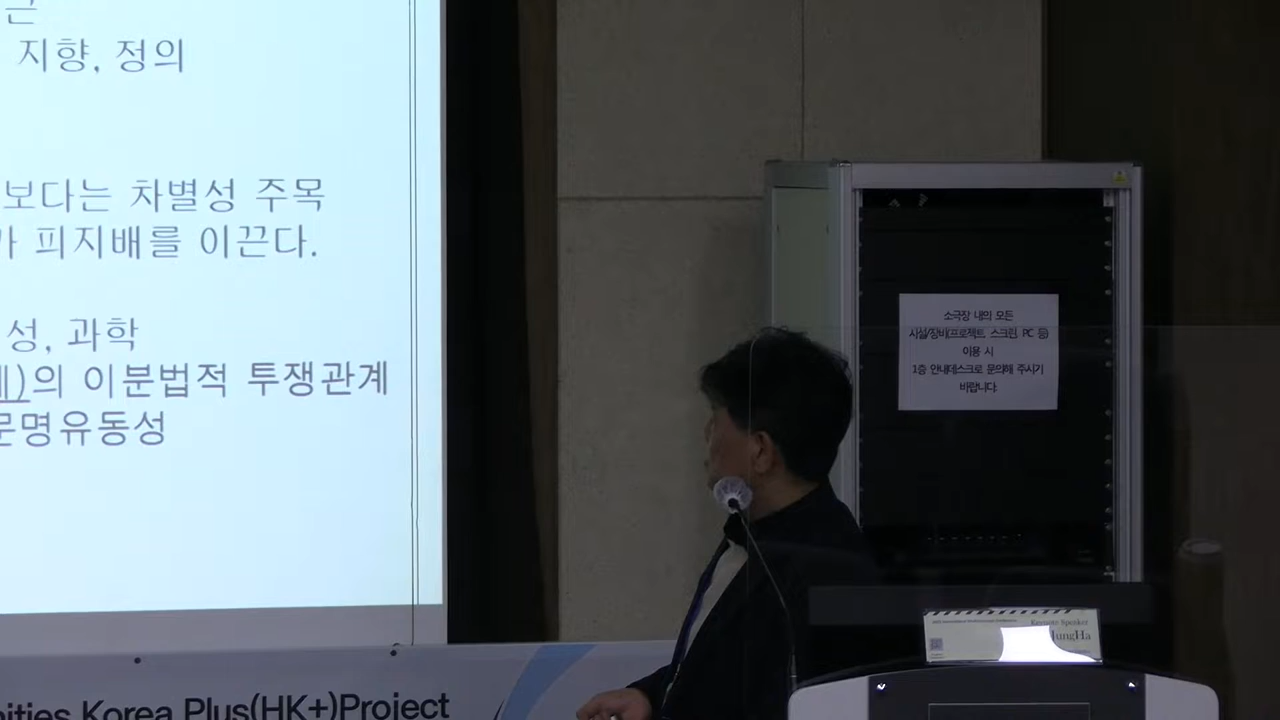 근
지향, 정의
보다는 차별성 주목
가 피지배를 이끈다.
성, 과학
의 이분법적 투쟁관계
문명유동성
소극장 내의 모든
시설/장비(프로젝트, 스크린, PC 등)
이용 시
1층 안내데스크로 문의해 주시기
바랍니다.
Keynote Speaker
JungHa
ities Korea Plus(HK+)Project